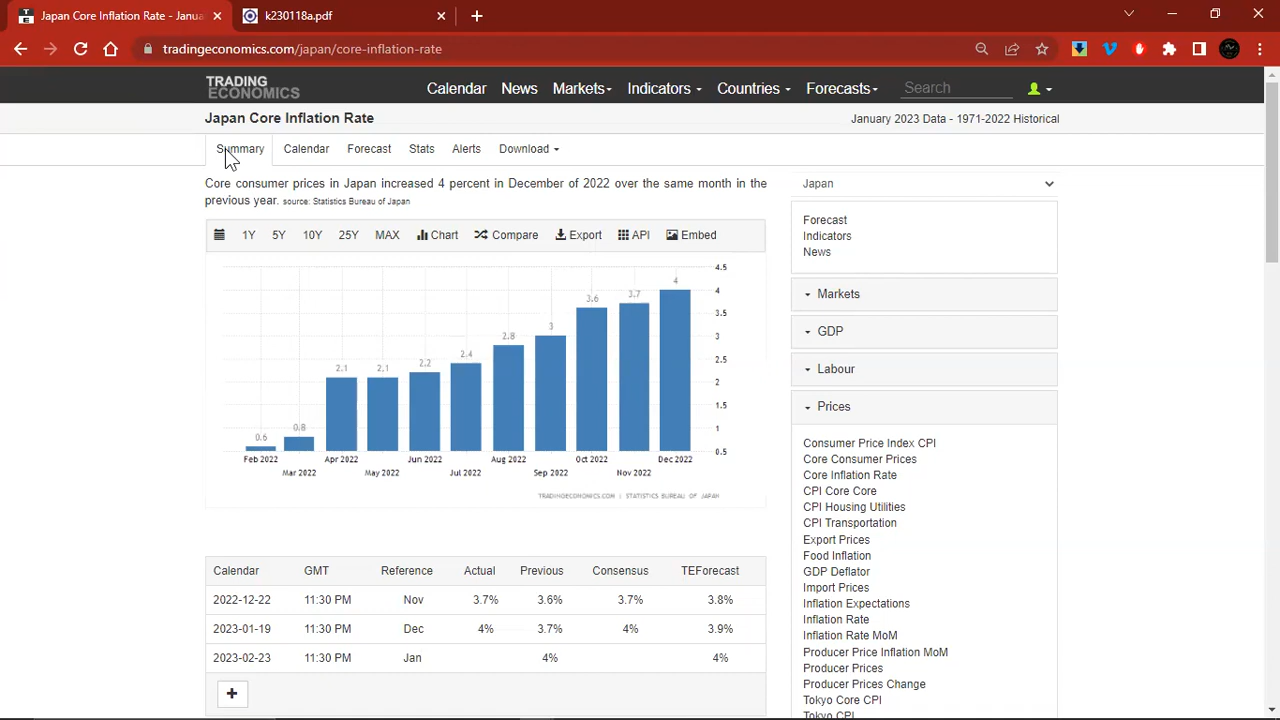 Japan Core Inflation Rate - Janua
k230118a.pdf
tradingeconomics.com/japan/core-inflation-rate
TRADING
ECONOMICS
Calendar News Markets Indicators Countries Forecasts Search
Japan Core Inflation Rate
January 2023 Data - 1971-2022 Historical
Summary Calendar Forecast Stats Alerts Download
Core consumer prices in Japan increased 4 percent in December of 2022 over the same month in the
previous year. source: Statistics Bureau of Japan
1Y 5Y 10Y 25Y MAX Chart Compare Export API Embed
4.5
4
3.5
3
2.5
2
1.5
1
0.5
0.6
0.8
2.1
2.1
2.2
2.4
2.8
3
3.6
3.7
4
Feb 2022
Mar 2022
Apr 2022
May 2022
Jun 2022
Jul 2022
Aug 2022
Sep 2022
Oct 2022
Nov 2022
Dec 2022
TRADINGECONOMICS.COM | STATISTICS BUREAU OF JAPAN
Calendar GMT Reference Actual Previous Consensus TEForecast
2022-12-22 11:30 PM Nov 3.7% 3.6% 3.7% 3.8%
2023-01-19 11:30 PM Dec 4% 3.7% 4% 3.9%
2023-02-23 11:30 PM Jan 4% 4%
+
Japan
Forecast
Indicators
News
Markets
GDP
Labour
Prices
Consumer Price Index CPI
Core Consumer Prices
Core Inflation Rate
CPI Core Core
CPI Housing Utilities
CPI Transportation
Export Prices
Food Inflation
GDP Deflator
Import Prices
Inflation Expectations
Inflation Rate
Inflation Rate MoM
Producer Price Inflation MoM
Producer Prices
Producer Prices Change
Tokyo Core CPI
Tokyo CPI